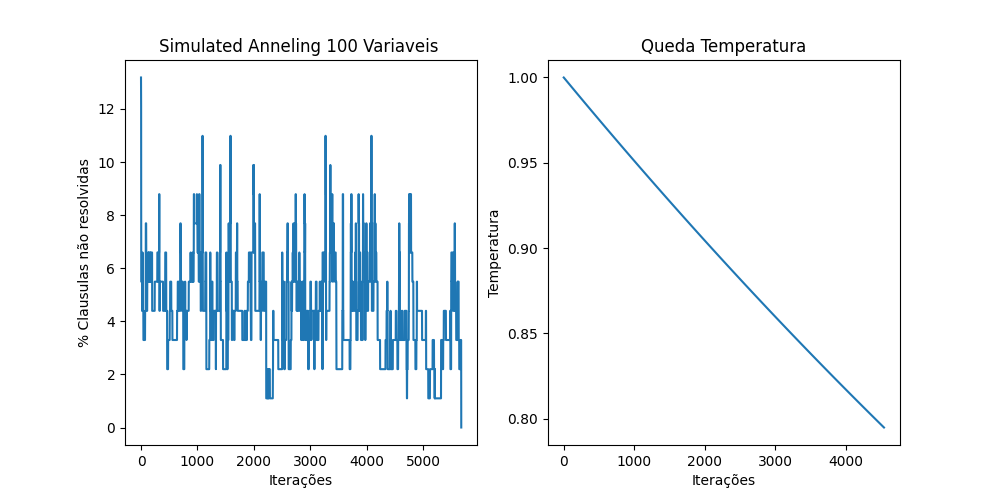 Simulated Anneling 100 Variaveis
% Clausulas não resolvidas
12
10
8
6
4
2
0
0 1000 2000 3000 4000 5000
Iterações
Queda Temperatura
Temperatura
1.00
0.95
0.90
0.85
0.80
0 1000 2000 3000 4000
Iterações